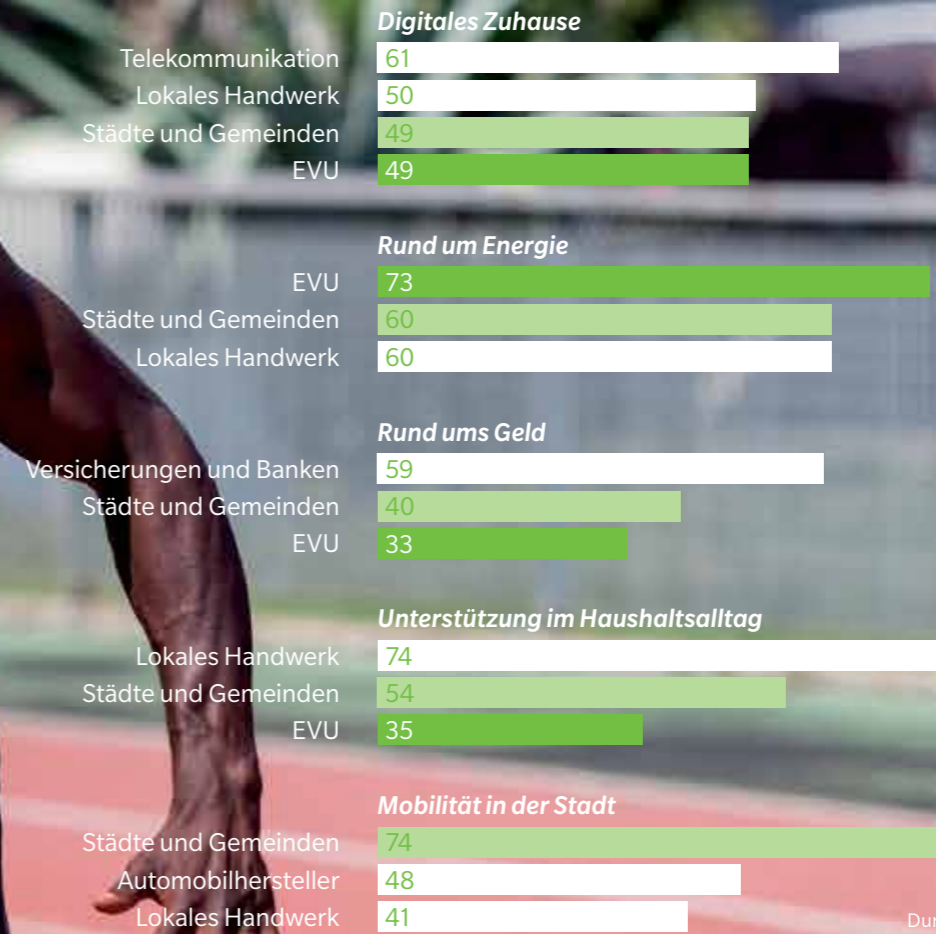 Digitales Zuhause
Telekommunikation 61
Lokales Handwerk 50
Städte und Gemeinden 49
EVU 49
Rund um Energie
EVU 73
Städte und Gemeinden 60
Lokales Handwerk 60
Rund ums Geld
Versicherungen und Banken 59
Städte und Gemeinden 40
EVU 33
Unterstützung im Haushaltsalltag
Lokales Handwerk 74
Städte und Gemeinden 54
EVU 35
Mobilität in der Stadt
Städte und Gemeinden 74
Automobilhersteller 48
Lokales Handwerk 41